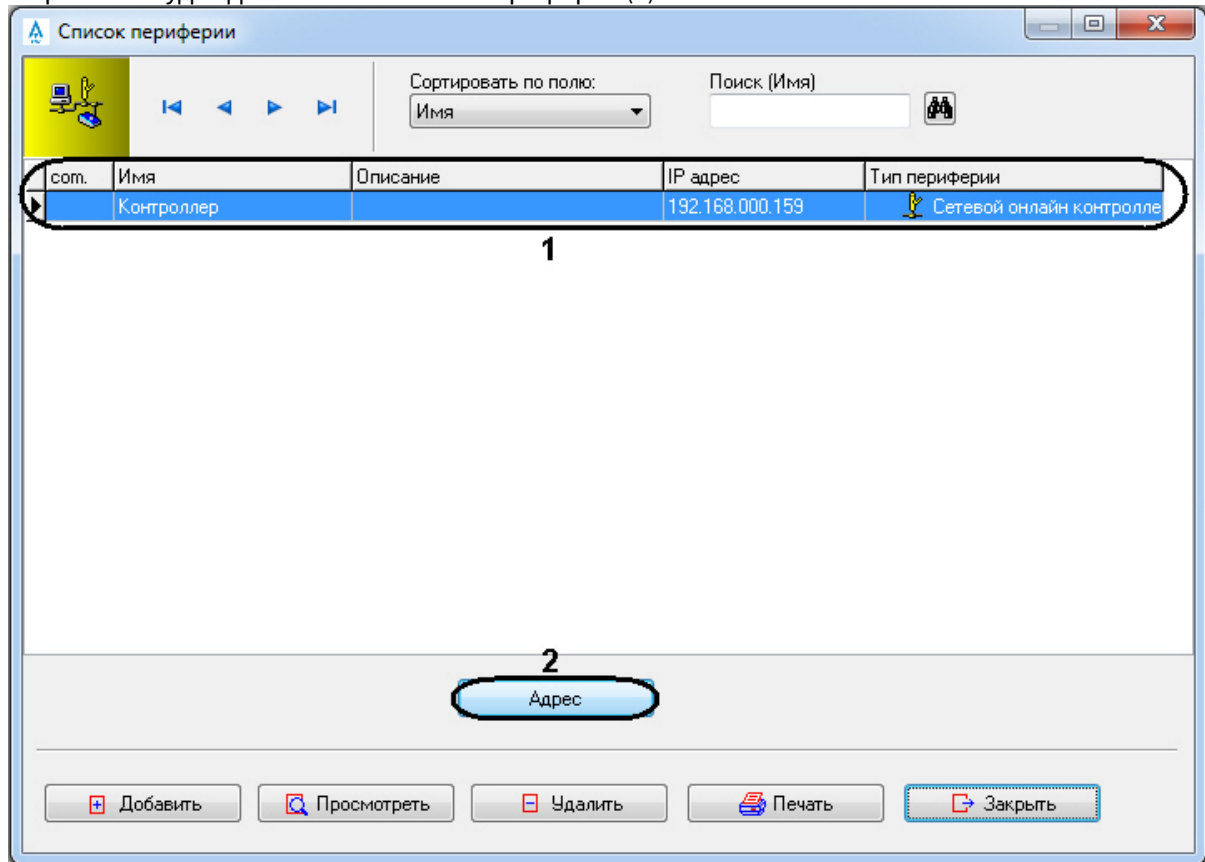 Список периферии
Сортировать по полю: Поиск (Имя)
Имя
com. Имя Описание IP адрес Тип периферии
Контроллер 192.168.000.159 Сетевой онлайн контролле
1
2
Адрес
Добавить Просмотреть Удалить Печать Закрыть